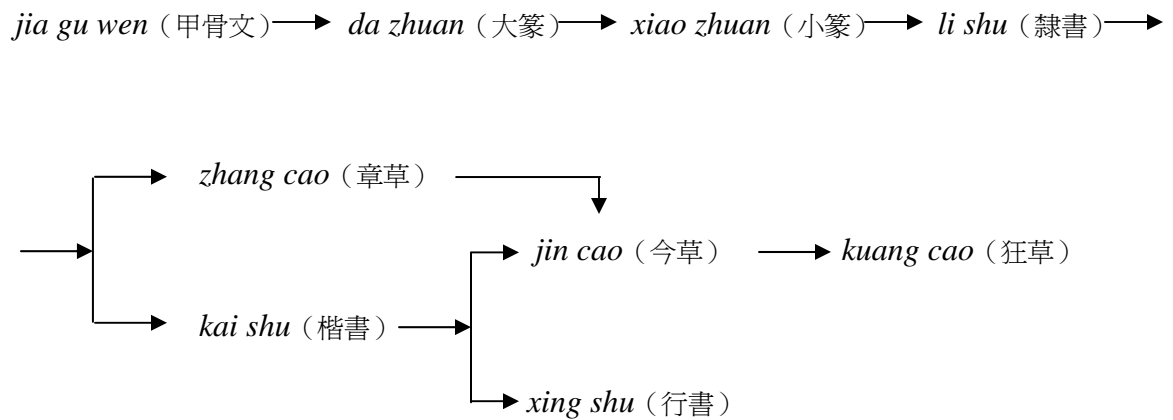 jia gu wen（甲骨文） da zhuan（大篆） xiao zhuan（小篆） li shu（隸書）
zhang cao（章草）
jin cao（今草） kuang cao（狂草）
kai shu（楷書）
xing shu（行書）